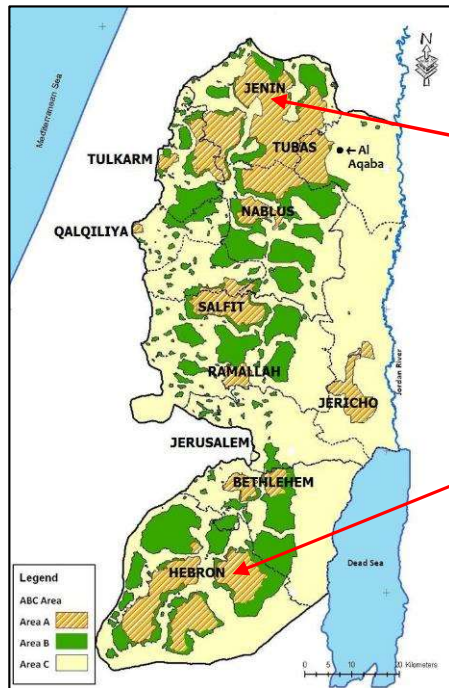 Mediterranean Sea
N
JENIN
TULKARM
TUBAS
← Al
Aqaba
NABLUS
QALQILIYA
SALFIT
RAMALLAH
JERICHO
Jordan River
JERUSALEM
BETHLEHEM
HEBRON
Dead Sea
Legend
ABC Area
Area A
Area B
Area C
0 5 10 20 Kilometers